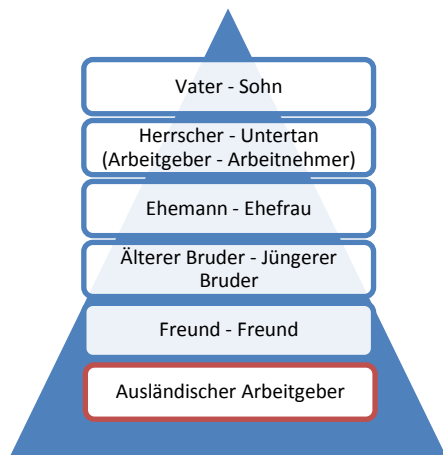 Vater - Sohn
Herrscher - Untertan
(Arbeitgeber - Arbeitnehmer)
Ehemann - Ehefrau
Älterer Bruder - Jüngerer
Bruder
Freund - Freund
Ausländischer Arbeitgeber